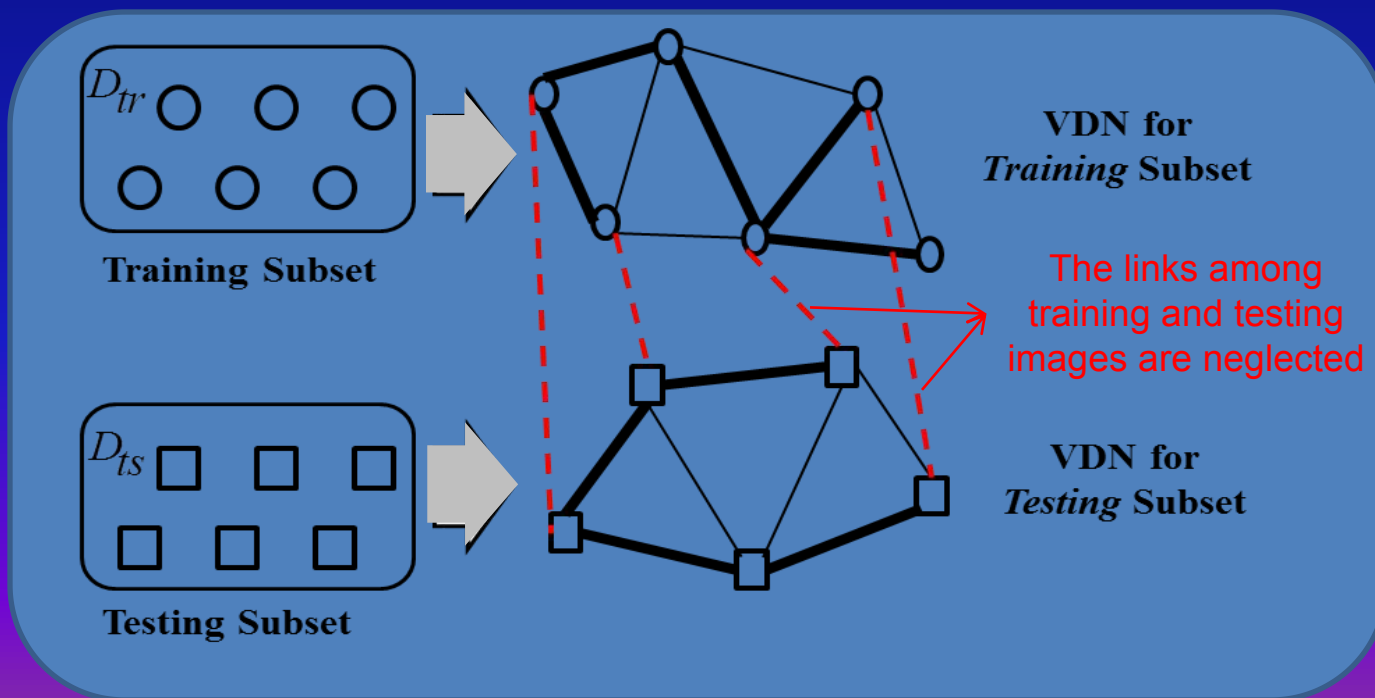 D_tr
Training Subset
VDN for
Training Subset
The links among
training and testing
images are neglected
D_ts
Testing Subset
VDN for
Testing Subset